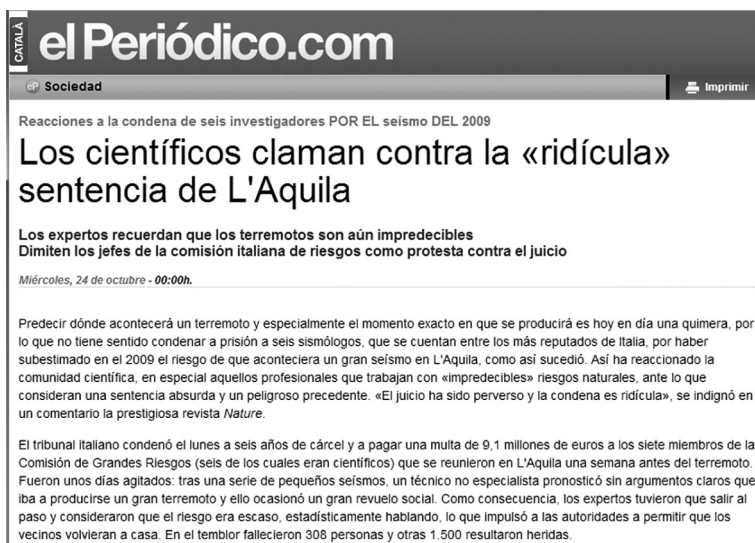 CATALÀ
elPeriódico.com
eP Sociedad
Imprimir
Reacciones a la condena de seis investigadores POR EL seísmo DEL 2009
Los científicos claman contra la «ridícula»
sentencia de L'Aquila
Los expertos recuerdan que los terremotos son aún impredecibles
Dimiten los jefes de la comisión italiana de riesgos como protesta contra el juicio
Miércoles, 24 de octubre - 00:00h.
Predecir dónde acontecerá un terremoto y especialmente el momento exacto en que se producirá es hoy en día una quimera, por
lo que no tiene sentido condenar a prisión a seis sismólogos, que se cuentan entre los más reputados de Italia, por haber
subestimado en el 2009 el riesgo de que aconteciera un gran seísmo en L'Aquila, como así sucedió. Así ha reaccionado la
comunidad científica, en especial aquellos profesionales que trabajan con «impredecibles» riesgos naturales, ante lo que
consideran una sentencia absurda y un peligroso precedente. «El juicio ha sido perverso y la condena es ridícula», se indignó en
un comentario la prestigiosa revista Nature.
El tribunal italiano condenó el lunes a seis años de cárcel y a pagar una multa de 9,1 millones de euros a los siete miembros de la
Comisión de Grandes Riesgos (seis de los cuales eran científicos) que se reunieron en L'Aquila una semana antes del terremoto.
Fueron unos días agitados: tras una serie de pequeños seísmos, un técnico no especialista pronosticó sin argumentos claros que
iba a producirse un gran terremoto y ello ocasionó un gran revuelo social. Como consecuencia, los expertos tuvieron que salir al
paso y consideraron que el riesgo era escaso, estadísticamente hablando, lo que impulsó a las autoridades a permitir que los
vecinos volvieran a casa. En el temblor fallecieron 308 personas y otras 1.500 resultaron heridas.